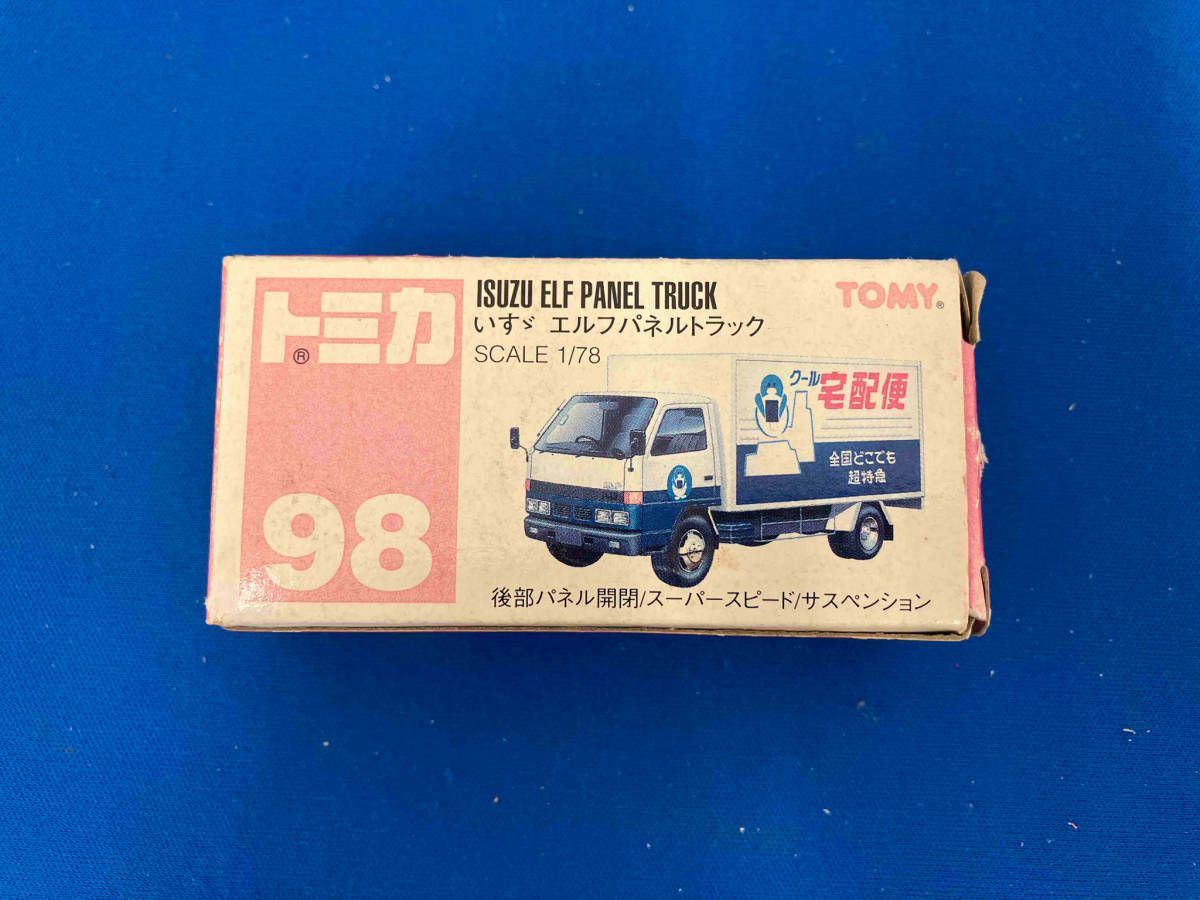 トミカ
®
98
ISUZU ELF PANEL TRUCK
いすゞ エルフパネルトラック
SCALE 1/78
TOMY®
クール宅配便
全国どこでも
超特急
後部パネル開閉/スーパースピード/サスペンション